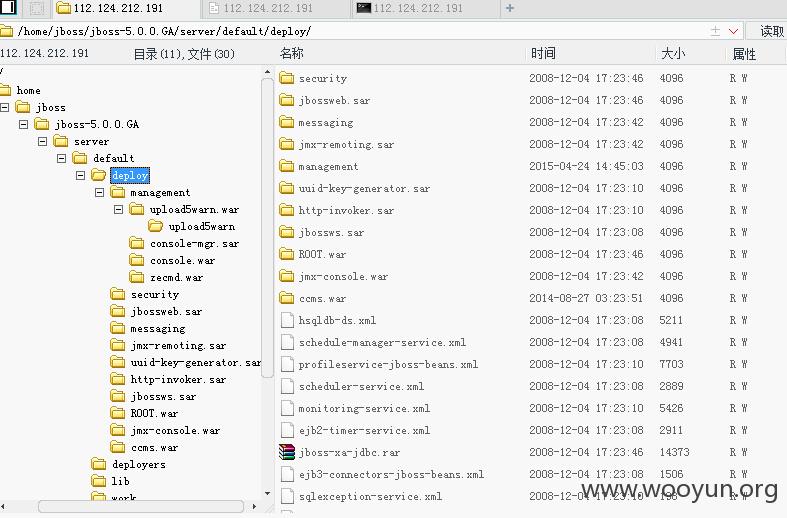 112.124.212.191 112.124.212.191 112.124.212.191
/home/jboss/jboss-5.0.0.GA/server/default/deploy/ 读取
112.124.212.191 目录(11),文件(30) 名称 时间 大小 属性
/
home
jboss
jboss-5.0.0.GA
server
default
deploy
management
upload5warn.war
upload5warn
console-mgr.sar
console.war
zecmd.war
security
jbossweb.sar
messaging
jmx-remoting.sar
uuid-key-generator.sar
http-invoker.sar
jbossws.sar
ROOT.war
jmx-console.war
ccms.war
deployers
lib
work
security 2008-12-04 17:23:46 4096 R W
jbossweb.sar 2008-12-04 17:23:46 4096 R W
messaging 2008-12-04 17:23:42 4096 R W
jmx-remoting.sar 2008-12-04 17:23:42 4096 R W
management 2015-04-24 14:45:03 4096 R W
uuid-key-generator.sar 2008-12-04 17:23:10 4096 R W
http-invoker.sar 2008-12-04 17:23:10 4096 R W
jbossws.sar 2008-12-04 17:23:08 4096 R W
ROOT.war 2008-12-04 17:23:46 4096 R W
jmx-console.war 2008-12-04 17:23:42 4096 R W
ccms.war 2014-08-27 03:23:51 4096 R W
hsqldb-ds.xml 2008-12-04 17:23:08 5211 R W
schedule-manager-service.xml 2008-12-04 17:23:08 4941 R W
profileservice-jboss-beans.xml 2008-12-04 17:23:10 7703 R W
scheduler-service.xml 2008-12-04 17:23:08 2889 R W
monitoring-service.xml 2008-12-04 17:23:10 5426 R W
ejb2-timer-service.xml 2008-12-04 17:23:08 2911 R W
jboss-xa-jdbc.rar 2008-12-04 17:23:46 14373 R W
ejb3-connectors-jboss-beans.xml 2008-12-04 17:23:08 1506 R W
sqlexception-service.xml 2008-12-04 17:23:10 R W
www.wooyun.org